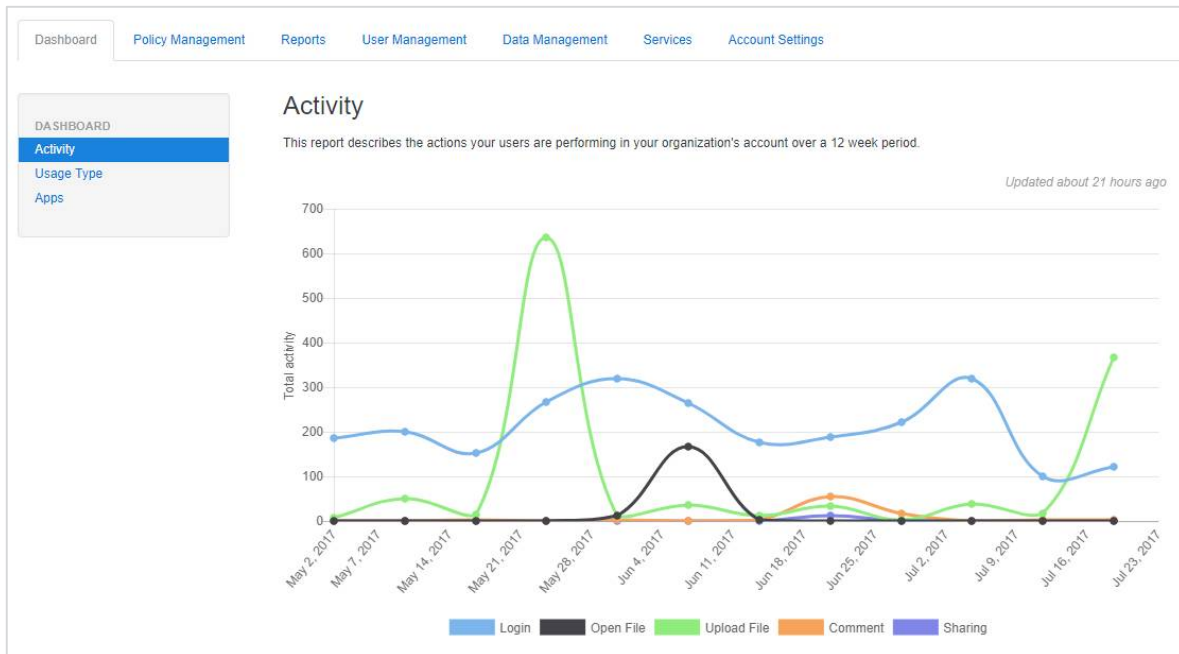 Dashboard Policy Management Reports User Management Data Management Services Account Settings
DASHBOARD
Activity
Usage Type
Apps
Activity
This report describes the actions your users are performing in your organization's account over a 12 week period.
Updated about 21 hours ago
Total activity
700
600
500
400
300
200
100
0
May 2, 2017 May 7, 2017 May 14, 2017 May 21, 2017 May 28, 2017 Jun 4, 2017 Jun 11, 2017 Jun 18, 2017 Jun 25, 2017 Jul 2, 2017 Jul 9, 2017 Jul 16, 2017 Jul 23, 2017
Login Open File Upload File Comment Sharing